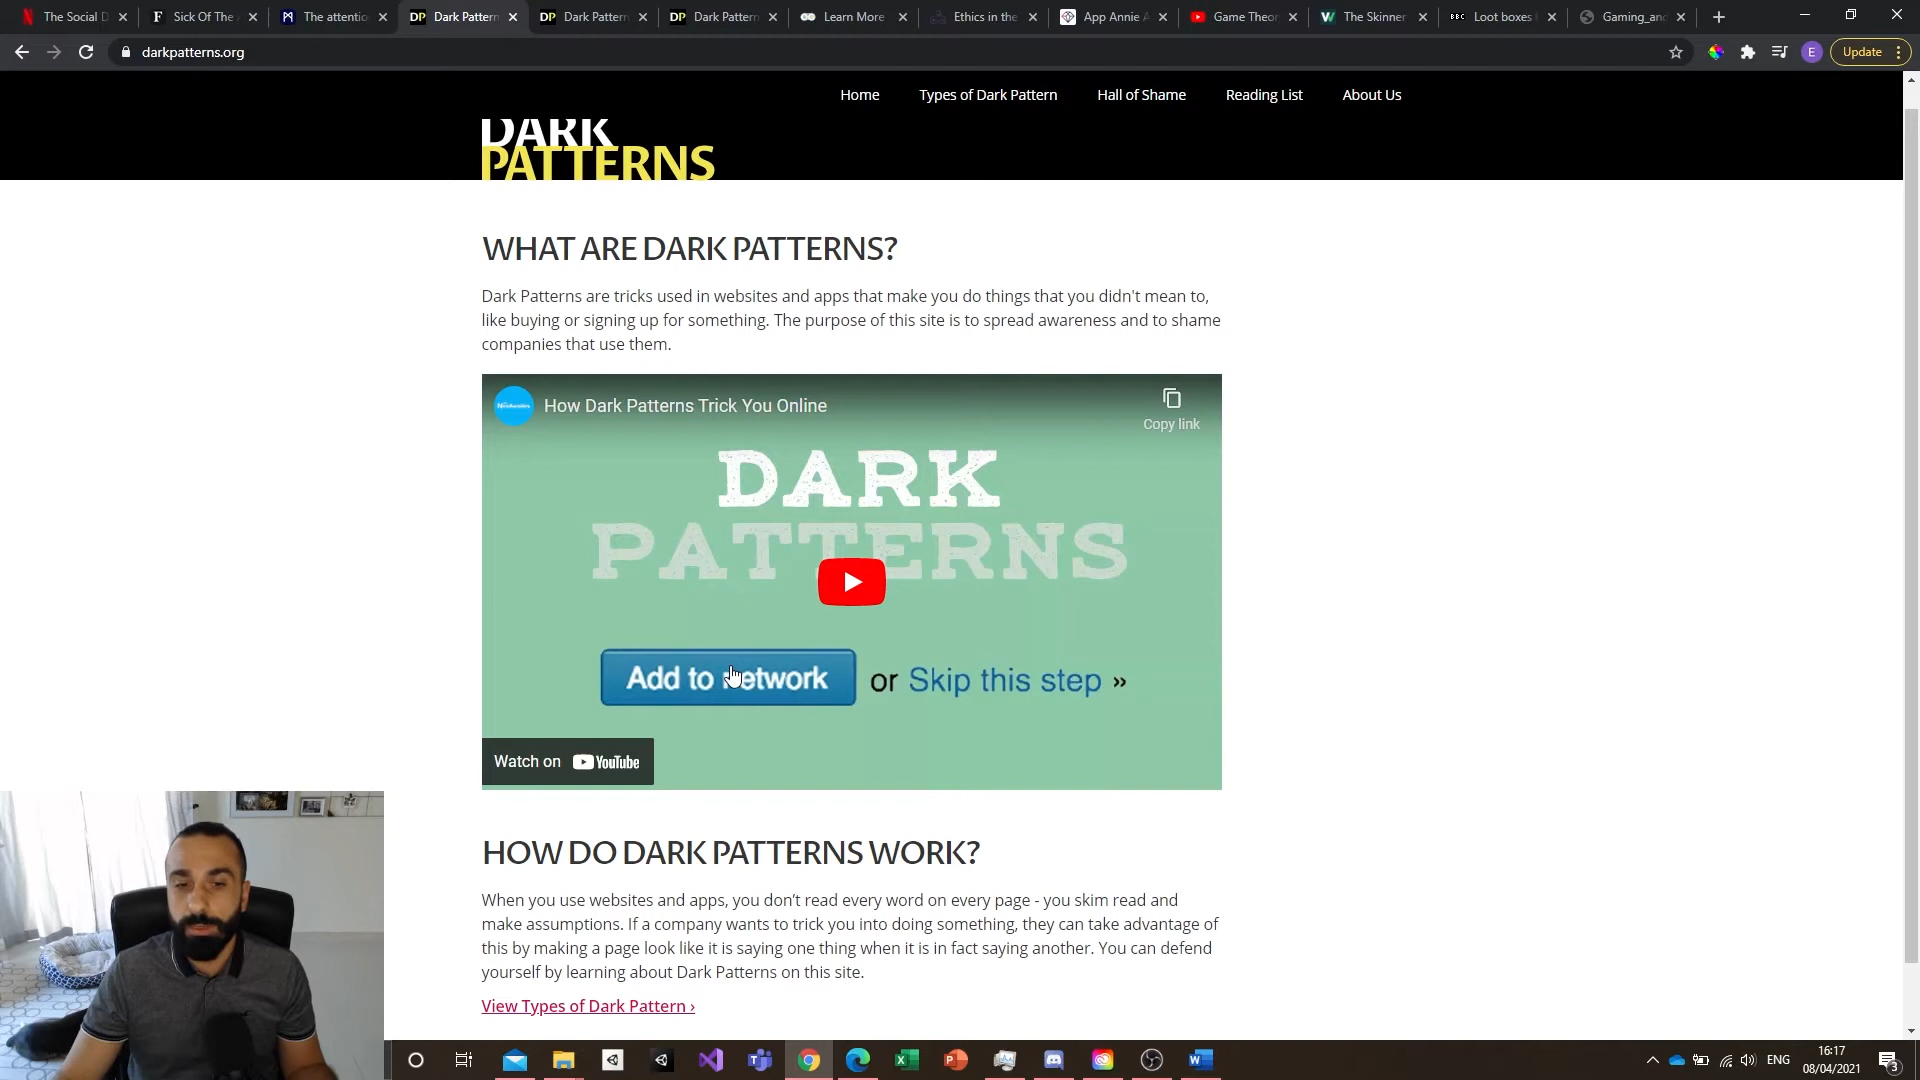 The Social D
Sick Of The
The attentio
Dark Pattern
Dark Pattern
Dark Pattern
Learn More
Ethics in the
App Annie A
Game Theor
The Skinner
BBC Loot boxes
Gaming_and
darkpatterns.org
E
Update
Home
Types of Dark Pattern
Hall of Shame
Reading List
About Us
DARK
PATTERNS
WHAT ARE DARK PATTERNS?
Dark Patterns are tricks used in websites and apps that make you do things that you didn't mean to,
like buying or signing up for something. The purpose of this site is to spread awareness and to shame
companies that use them.
How Dark Patterns Trick You Online
Copy link
DARK
PATTERNS
Add to network or Skip this step »
Watch on YouTube
HOW DO DARK PATTERNS WORK?
When you use websites and apps, you don’t read every word on every page - you skim read and
make assumptions. If a company wants to trick you into doing something, they can take advantage of
this by making a page look like it is saying one thing when it is in fact saying another. You can defend
yourself by learning about Dark Patterns on this site.
View Types of Dark Pattern ›
ENG
16:17
08/04/2021
3